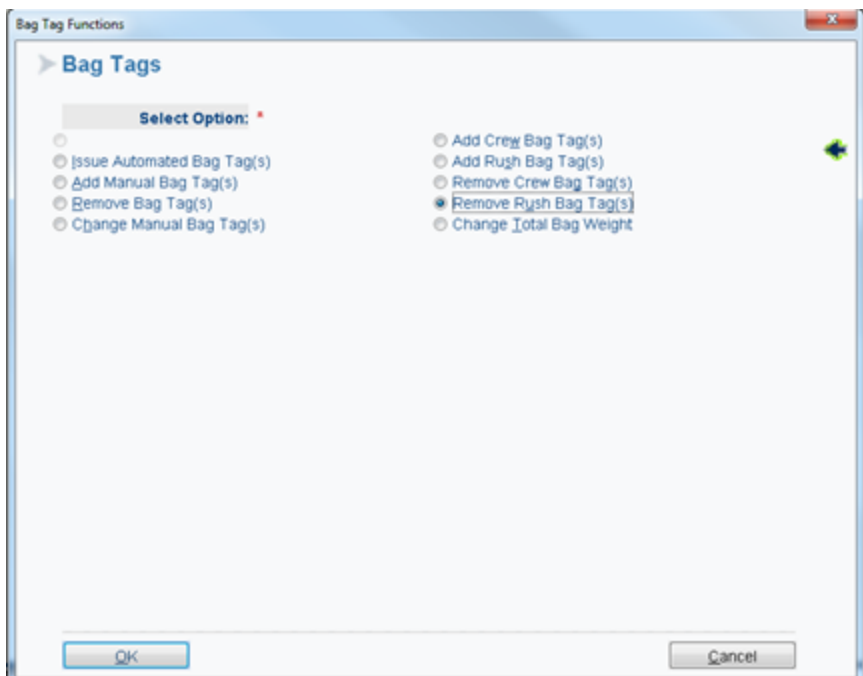 Bag Tag Functions
Bag Tags
Select Option: *
Issue Automated Bag Tag(s)
Add Manual Bag Tag(s)
Remove Bag Tag(s)
Change Manual Bag Tag(s)
Add Crew Bag Tag(s)
Add Rush Bag Tag(s)
Remove Crew Bag Tag(s)
Remove Rush Bag Tag(s)
Change Total Bag Weight
OK
Cancel